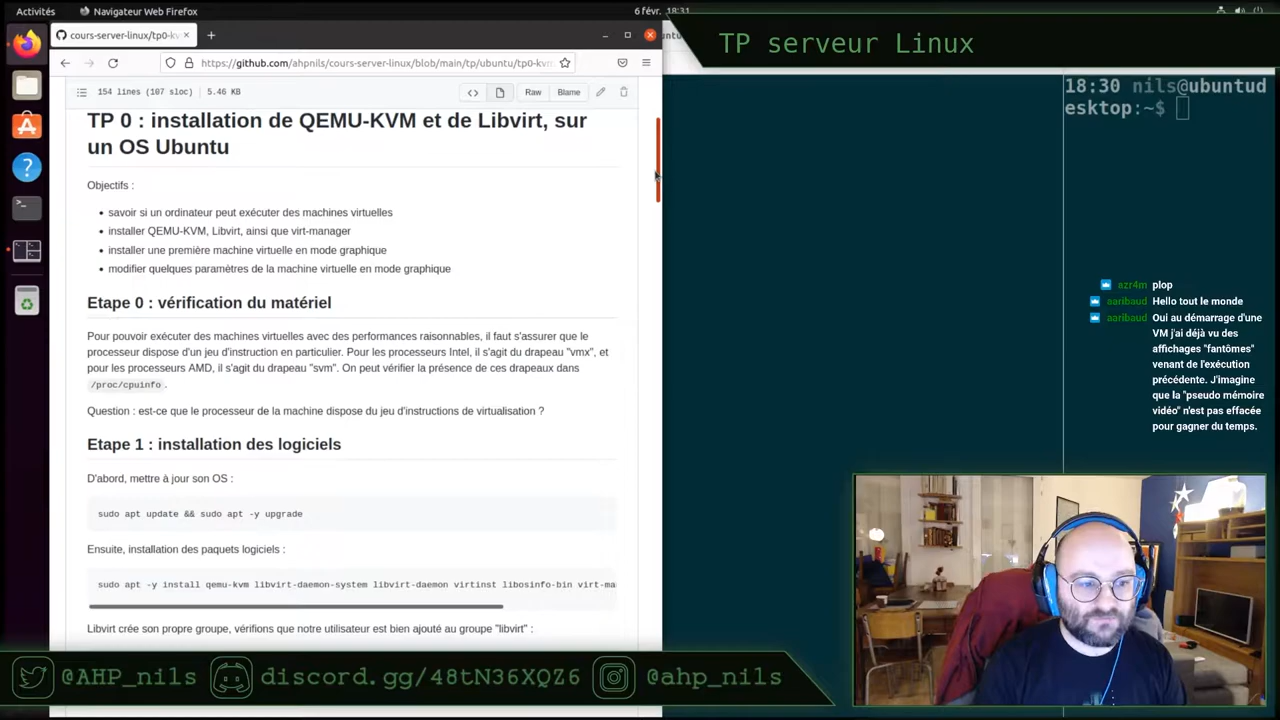 Activités
Navigateur Web Firefox
6 févr. 18:31
cours-server-linux/tp0-kv
https://github.com/ahpnils/cours-server-linux/blob/main/tp/ubuntu/tp0-kvm.
154 lines (107 sloc)
5.46 KB
Raw
Blame
TP 0 : installation de QEMU-KVM et de Libvirt, sur
un OS Ubuntu
Objectifs :
• savoir si un ordinateur peut exécuter des machines virtuelles
• installer QEMU-KVM, Libvirt, ainsi que virt-manager
• installer une première machine virtuelle en mode graphique
• modifier quelques paramètres de la machine virtuelle en mode graphique
Etape 0 : vérification du matériel
Pour pouvoir exécuter des machines virtuelles avec des performances raisonnables, il faut s'assurer que le
processeur dispose d'un jeu d'instruction en particulier. Pour les processeurs Intel, il s'agit du drapeau "vmx", et
pour les processeurs AMD, il s'agit du drapeau "svm". On peut vérifier la présence de ces drapeaux dans
/proc/cpuinfo .
Question : est-ce que le processeur de la machine dispose du jeu d'instructions de virtualisation ?
Etape 1 : installation des logiciels
D'abord, mettre à jour son OS :
sudo apt update && sudo apt -y upgrade
Ensuite, installation des paquets logiciels :
sudo apt -y install qemu-kvm libvirt-daemon-system libvirt-daemon virtinst libosinfo-bin virt-ma
Libvirt crée son propre groupe, vérifions que notre utilisateur est bien ajouté au groupe "libvirt" :
TP serveur Linux
18:30 nils@ubuntud
esktop:~$
azr4m plop
aaribaud Hello tout le monde
aaribaud Oui au démarrage d'une
VM j'ai déjà vu des
affichages "fantômes"
venant de l'exécution
précédente. J'imagine
que la "pseudo mémoire
vidéo" n'est pas effacée
pour gagner du temps.
@AHP_nils
discord.gg/48tN36XQZ6
@ahp_nils